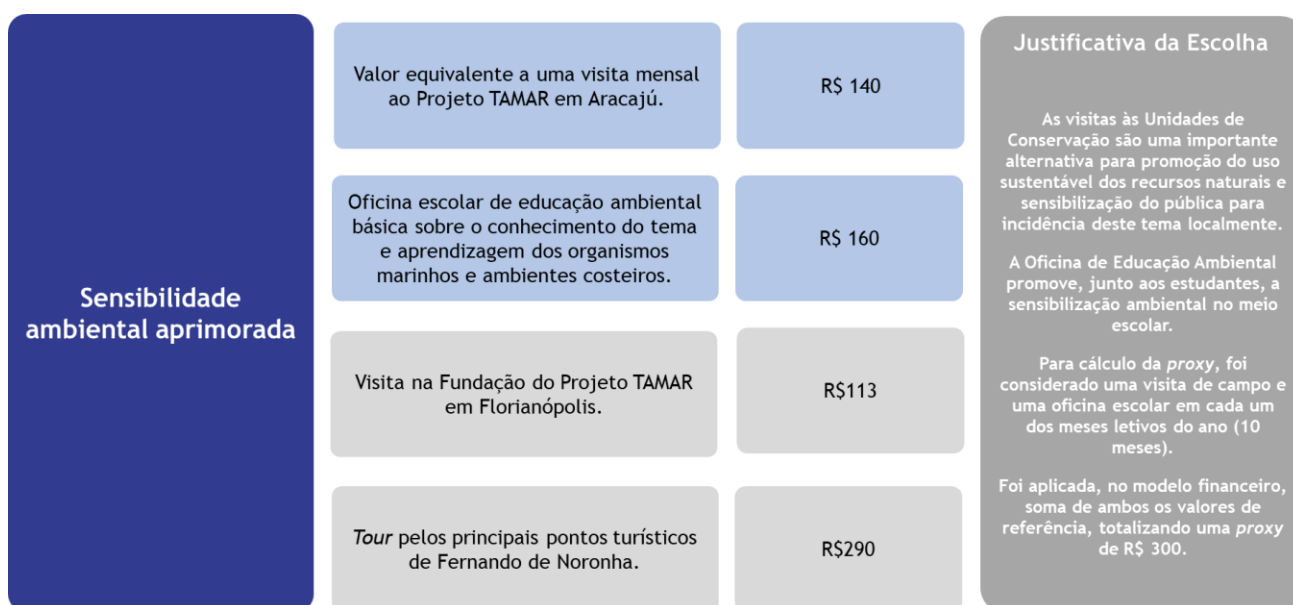 Sensibilidade
ambiental aprimorada
Valor equivalente a uma visita mensal
ao Projeto TAMAR em Aracajú.
R$ 140
Oficina escolar de educação ambiental
básica sobre o conhecimento do tema
e aprendizagem dos organismos
marinhos e ambientes costeiros.
R$ 160
Visita na Fundação do Projeto TAMAR
em Florianópolis.
R$113
Tour pelos principais pontos turísticos
de Fernando de Noronha.
R$290
Justificativa da Escolha
As visitas às Unidades de
Conservação são uma importante
alternativa para promoção do uso
sustentável dos recursos naturais e
sensibilização do pública para
incidência deste tema localmente.
A Oficina de Educação Ambiental
promove, junto aos estudantes, a
sensibilização ambiental no meio
escolar.
Para cálculo da proxy, foi
considerado uma visita de campo e
uma oficina escolar em cada um
dos meses letivos do ano (10
meses).
Foi aplicada, no modelo financeiro,
soma de ambos os valores de
referência, totalizando uma proxy
de R$ 300.